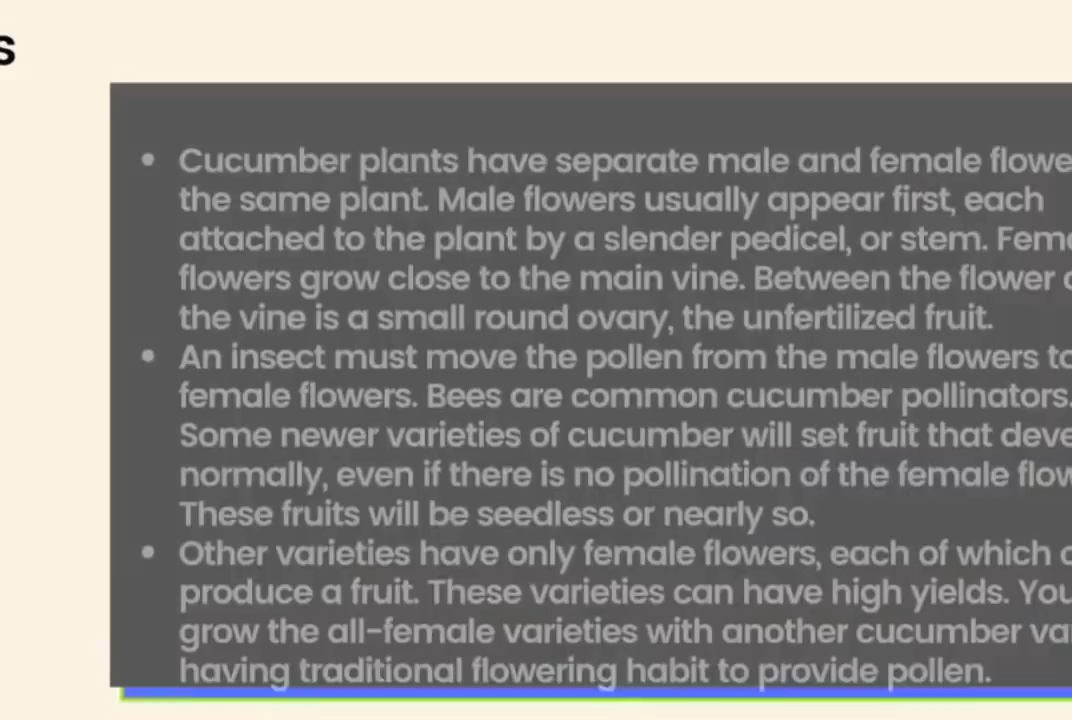 s
• Cucumber plants have separate male and female flowe
the same plant. Male flowers usually appear first, each
attached to the plant by a slender pedicel, or stem. Fema
flowers grow close to the main vine. Between the flower a
the vine is a small round ovary, the unfertilized fruit.
• An insect must move the pollen from the male flowers to
female flowers. Bees are common cucumber pollinators.
Some newer varieties of cucumber will set fruit that deve
normally, even if there is no pollination of the female flow
These fruits will be seedless or nearly so.
• Other varieties have only female flowers, each of which c
produce a fruit. These varieties can have high yields. You
grow the all-female varieties with another cucumber va
having traditional flowering habit to provide pollen.